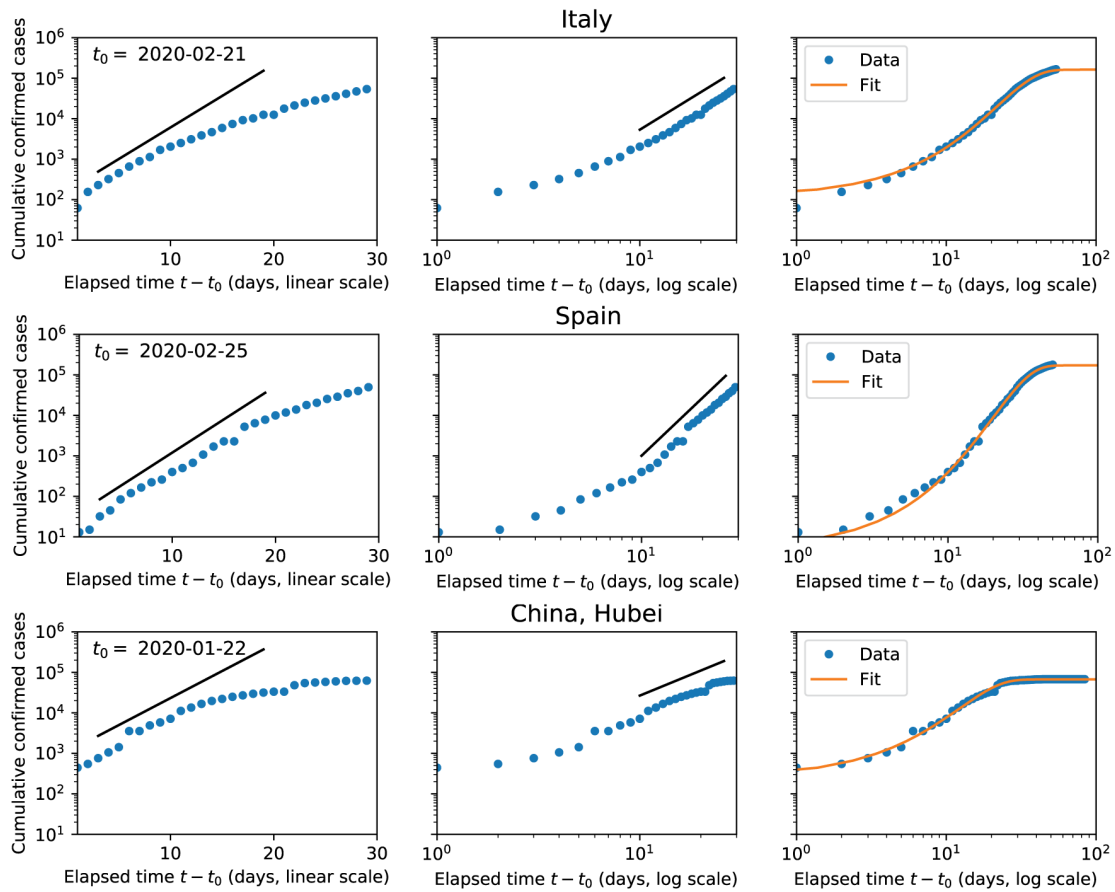 Italy
Cumulative confirmed cases
10^6
10^5
10^4
10^3
10^2
10^1
t_0 = 2020-02-21
10 20 30
Elapsed time t − t_0 (days, linear scale)
10^0 10^1
Elapsed time t − t_0 (days, log scale)
Data
Fit
10^0 10^1 10^2
Elapsed time t − t_0 (days, log scale)
Spain
Cumulative confirmed cases
10^6
10^5
10^4
10^3
10^2
10^1
t_0 = 2020-02-25
10 20 30
Elapsed time t − t_0 (days, linear scale)
10^0 10^1
Elapsed time t − t_0 (days, log scale)
Data
Fit
10^0 10^1 10^2
Elapsed time t − t_0 (days, log scale)
China, Hubei
Cumulative confirmed cases
10^6
10^5
10^4
10^3
10^2
10^1
t_0 = 2020-01-22
10 20 30
Elapsed time t − t_0 (days, linear scale)
10^0 10^1
Elapsed time t − t_0 (days, log scale)
Data
Fit
10^0 10^1 10^2
Elapsed time t − t_0 (days, log scale)